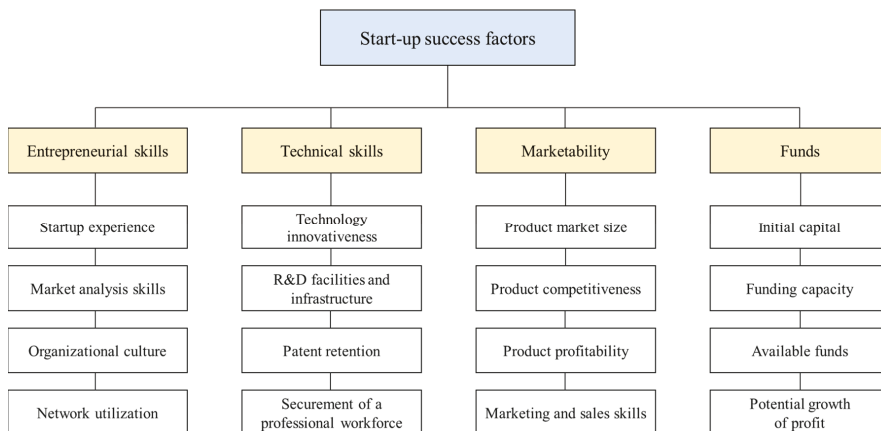 Start-up success factors
Entrepreneurial skills
Technical skills
Marketability
Funds
Startup experience
Technology
innovativeness
Product market size
Initial capital
Market analysis skills
R&D facilities and
infrastructure
Product competitiveness
Funding capacity
Organizational culture
Patent retention
Product profitability
Available funds
Network utilization
Securement of a
professional workforce
Marketing and sales skills
Potential growth
of profit